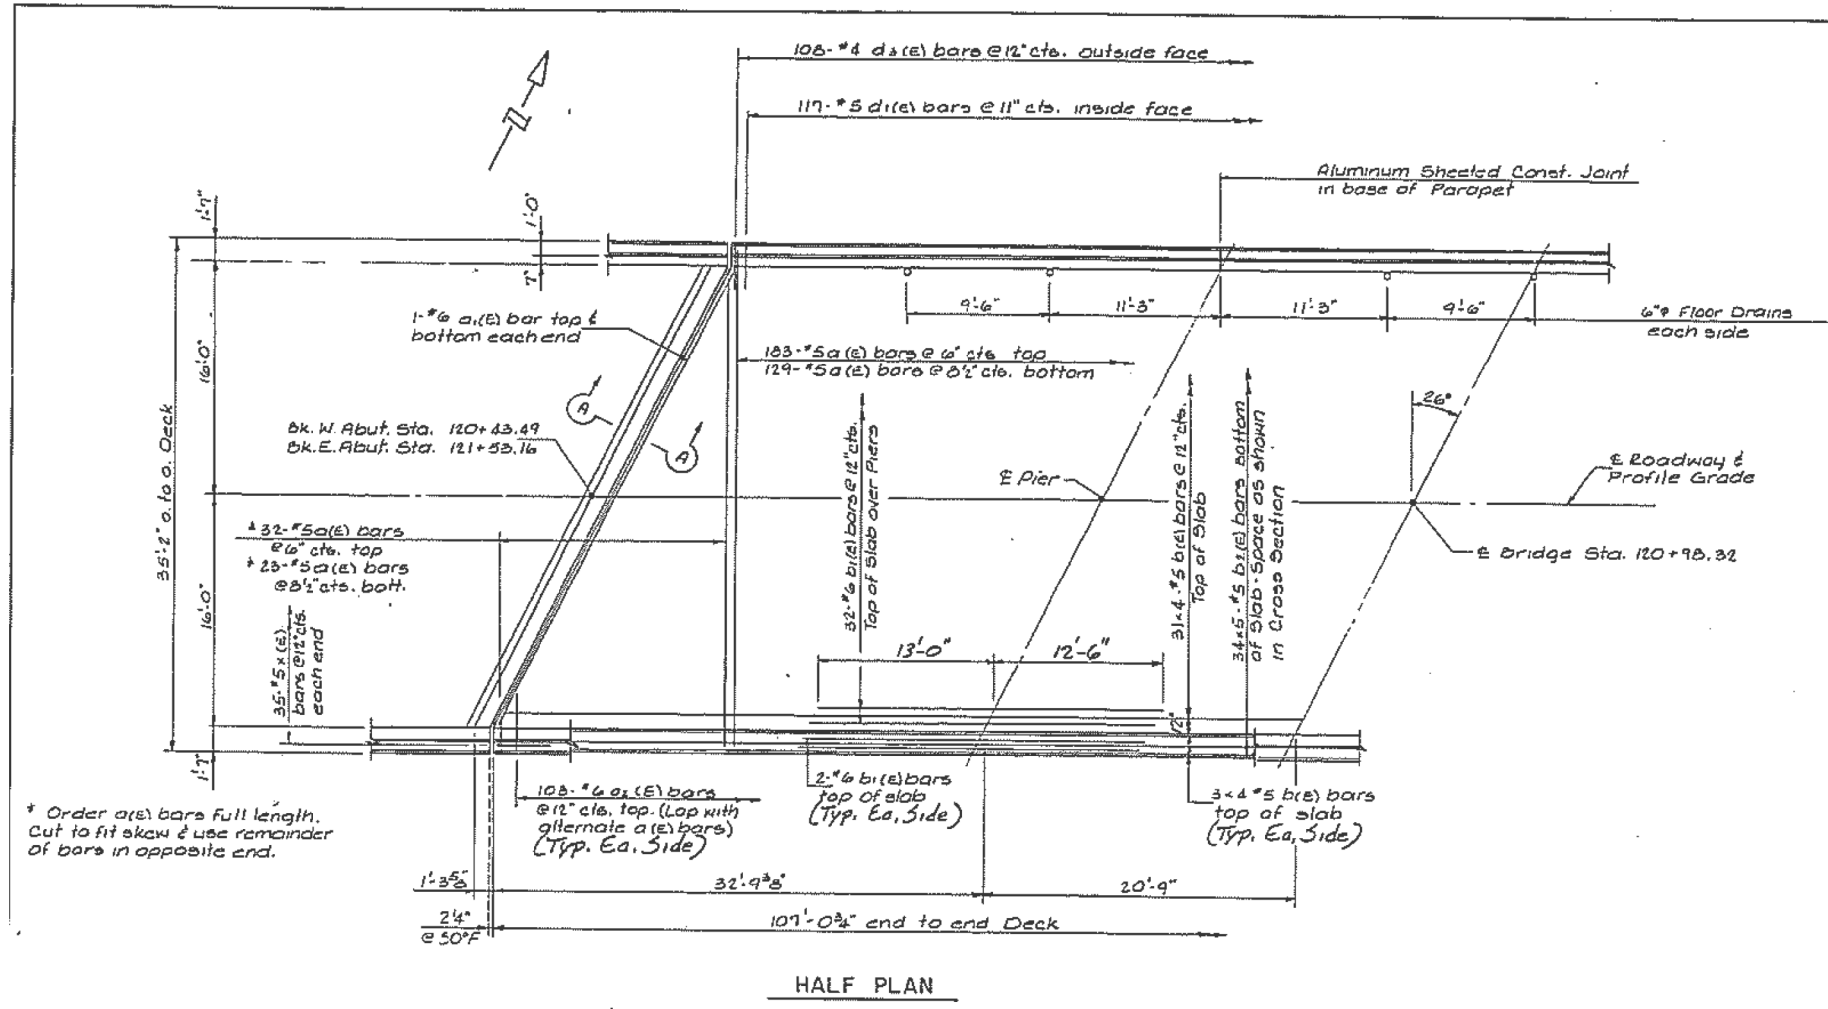 108-#4 d3(E) bars @ 12" cts. outside face
117-#5 d1(E) bars @ 11" cts. inside face
Aluminum Sheeted Const. Joint
in base of Parapet
1'-7"
1'-0"
7"
9'-6"
11'-3"
11'-3"
9'-6"
6"φ Floor Drains
each side
1-#6 a1(E) bar top &
bottom each end
183-#5 a(E) bars @ 6" cts. top
129-#5 a(E) bars @ 8½" cts. bottom
16'-0"
35'-2" o. to o. Deck
A
A
26°
Bk. W. Abut. Sta. 120+43.49
Bk. E. Abut. Sta. 121+53.16
℄ Pier
℄ Roadway &
Profile Grade
℄ Bridge Sta. 120+98.32
* 32-#5 a(E) bars
@ 6" cts. top
* 23-#5 a(E) bars
@ 8½" cts. bott.
32-#6 b1(E) bars @ 12" cts.
Top of Slab over Piers
31x4-#5 b(E) bars @ 12" cts.
Top of Slab
34x5-#5 b2(E) bars bottom
of slab-Space as shown
in Cross Section
16'-0"
35-#5 x(E)
bars @ 12" cts.
each end
13'-0"
12'-6"
12"
1'-7"
* Order a(E) bars full length.
Cut to fit skew & use remainder
of bars in opposite end.
108-#6 a2(E) bars
@ 12" cts. top. (Lap with
alternate a(E) bars)
(Typ. Ea. Side)
2-#6 b1(E) bars
top of slab
(Typ. Ea. Side)
3x4 #5 b(E) bars
top of slab
(Typ. Ea. Side)
1'-3⅝"
32'-9⅜"
20'-9"
2¼"
@ 50°F
107'-0¾" end to end Deck
HALF PLAN